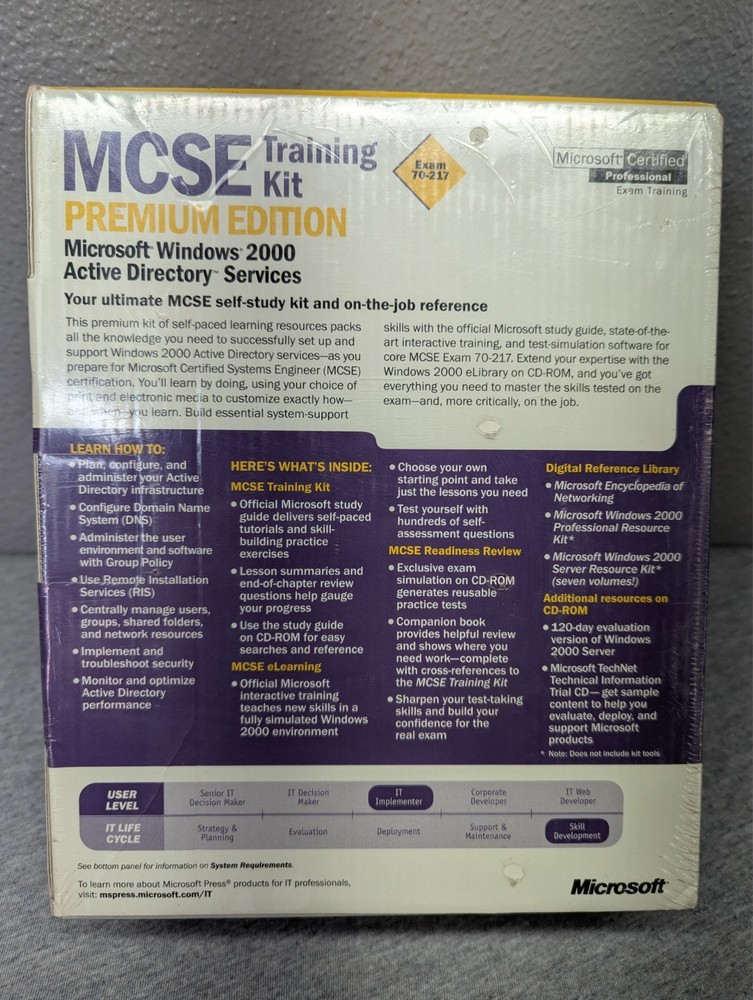 MCSE Training
Kit
PREMIUM EDITION
Microsoft® Windows® 2000
Active Directory™ Services
Exam
70-217
Microsoft Certified
Professional
Exam Training
Your ultimate MCSE self-study kit and on-the-job reference
This premium kit of self-paced learning resources packs
all the knowledge you need to successfully set up and
support Windows 2000 Active Directory services—as you
prepare for Microsoft Certified Systems Engineer (MCSE)
certification. You'll learn by doing, using your choice of
print and electronic media to customize exactly how—
and when—you learn. Build essential system-support
skills with the official Microsoft study guide, state-of-the-
art interactive training, and test-simulation software for
core MCSE Exam 70-217. Extend your expertise with the
Windows 2000 eLibrary on CD-ROM, and you've got
everything you need to master the skills tested on the
exam—and, more critically, on the job.
LEARN HOW TO:
• Plan, configure, and
administer your Active
Directory infrastructure
• Configure Domain Name
System (DNS)
• Administer the user
environment and software
with Group Policy
• Use Remote Installation
Services (RIS)
• Centrally manage users,
groups, shared folders,
and network resources
• Implement and
troubleshoot security
• Monitor and optimize
Active Directory
performance
HERE'S WHAT'S INSIDE:
MCSE Training Kit
• Official Microsoft study
guide delivers self-paced
tutorials and skill-
building practice
exercises
• Lesson summaries and
end-of-chapter review
questions help gauge
your progress
• Use the study guide
on CD-ROM for easy
searches and reference
MCSE eLearning
• Official Microsoft
interactive training
teaches new skills in a
fully simulated Windows
2000 environment
• Choose your own
starting point and take
just the lessons you need
• Test yourself with
hundreds of self-
assessment questions
MCSE Readiness Review
• Exclusive exam
simulation on CD-ROM
generates reusable
practice tests
• Companion book
provides helpful review
and shows where you
need work—complete
with cross-references to
the MCSE Training Kit
• Sharpen your test-taking
skills and build your
confidence for the
real exam
Digital Reference Library
• Microsoft Encyclopedia of
Networking
• Microsoft Windows 2000
Professional Resource
Kit*
• Microsoft Windows 2000
Server Resource Kit*
(seven volumes!)
Additional resources on
CD-ROM
• 120-day evaluation
version of Windows
2000 Server
• Microsoft TechNet
Technical Information
Trial CD— get sample
content to help you
evaluate, deploy, and
support Microsoft
products
* Note: Does not include kit tools
USER
LEVEL
Senior IT
Decision Maker
IT Decision
Maker
IT
Implementer
Corporate
Developer
IT Web
Developer
IT LIFE
CYCLE
Strategy &
Planning
Evaluation
Deployment
Support &
Maintenance
Skill
Development
See bottom panel for information on System Requirements.
To learn more about Microsoft Press® products for IT professionals,
visit: mspress.microsoft.com/IT
Microsoft®